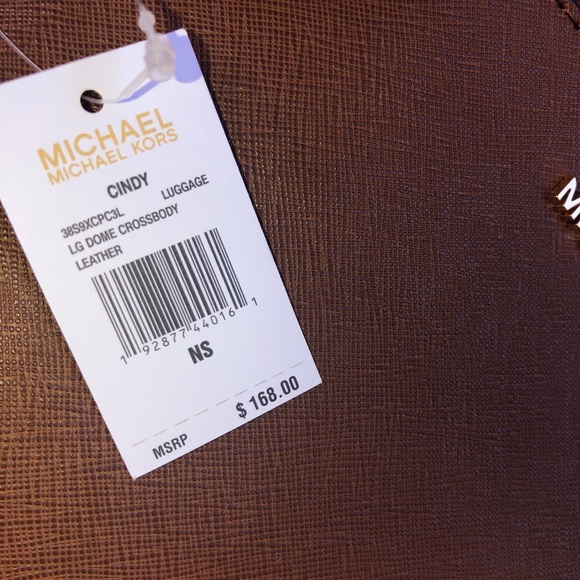 MICHAEL
MICHAEL KORS
CINDY
38S9XCPC3L LUGGAGE
LG DOME CROSSBODY
LEATHER
1 92877 44016 1
NS
MSRP $ 168.00